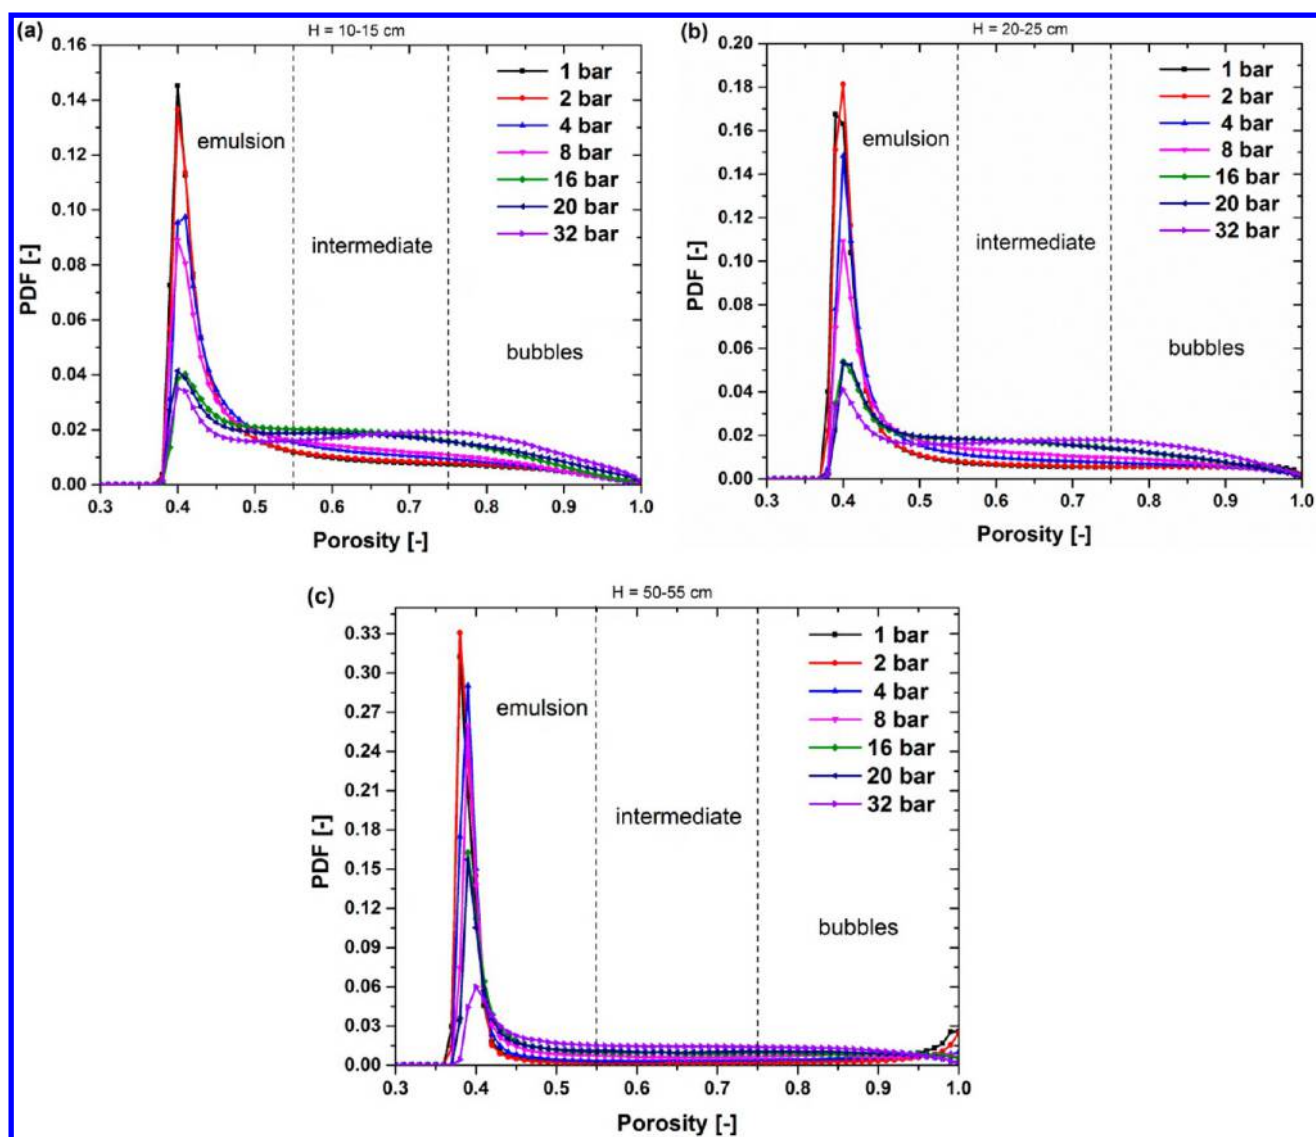 (a)
H = 10-15 cm
0.16
0.14
0.12
0.10
0.08
0.06
0.04
0.02
0.00
PDF [-]
emulsion
intermediate
bubbles
1 bar
2 bar
4 bar
8 bar
16 bar
20 bar
32 bar
0.3 0.4 0.5 0.6 0.7 0.8 0.9 1.0
Porosity [-]
(b)
H = 20-25 cm
0.20
0.18
0.16
0.14
0.12
0.10
0.08
0.06
0.04
0.02
0.00
PDF [-]
emulsion
intermediate
bubbles
1 bar
2 bar
4 bar
8 bar
16 bar
20 bar
32 bar
0.3 0.4 0.5 0.6 0.7 0.8 0.9 1.0
Porosity [-]
(c)
H = 50-55 cm
0.33
0.30
0.27
0.24
0.21
0.18
0.15
0.12
0.09
0.06
0.03
0.00
PDF [-]
emulsion
intermediate
bubbles
1 bar
2 bar
4 bar
8 bar
16 bar
20 bar
32 bar
0.3 0.4 0.5 0.6 0.7 0.8 0.9 1.0
Porosity [-]